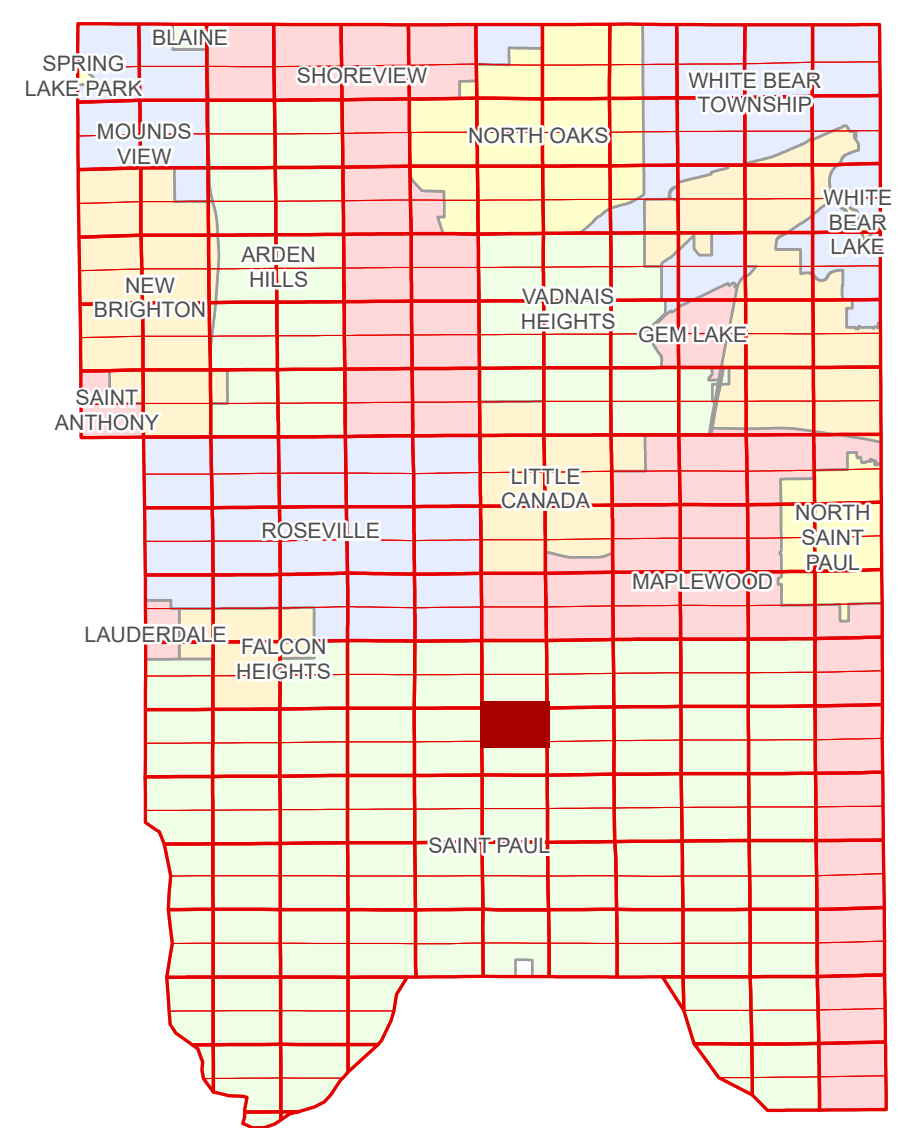 BLAINE
SPRING
LAKE PARK
SHOREVIEW
WHITE BEAR
TOWNSHIP
MOUNDS
VIEW
NORTH OAKS
WHITE
BEAR
LAKE
ARDEN
HILLS
NEW
BRIGHTON
VADNAIS
HEIGHTS
GEM LAKE
SAINT
ANTHONY
LITTLE
CANADA
NORTH
SAINT
PAUL
ROSEVILLE
MAPLEWOOD
LAUDERDALE
FALCON
HEIGHTS
SAINT PAUL